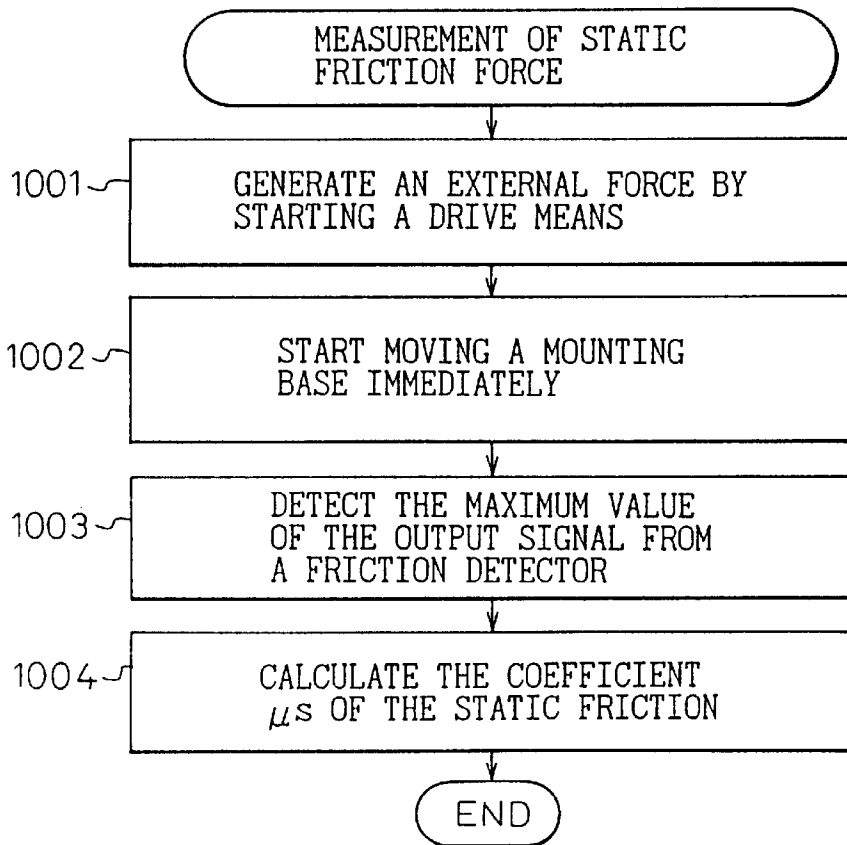 MEASUREMENT OF STATIC
FRICTION FORCE
1001
GENERATE AN EXTERNAL FORCE BY
STARTING A DRIVE MEANS
1002
START MOVING A MOUNTING
BASE IMMEDIATELY
1003
DETECT THE MAXIMUM VALUE
OF THE OUTPUT SIGNAL FROM
A FRICTION DETECTOR
1004
CALCULATE THE COEFFICIENT
μs OF THE STATIC FRICTION
END